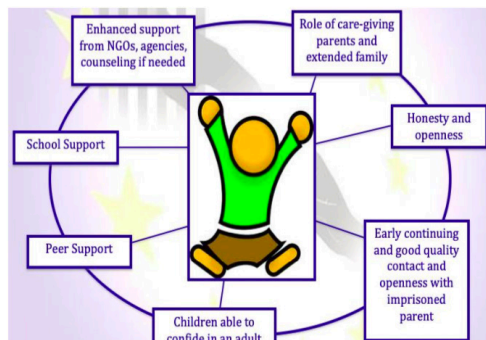 Enhanced support
from NGOs, agencies,
counseling if needed
Role of care-giving
parents and
extended family
Honesty and
openness
School Support
Peer Support
Early continuing
and good quality
contact and
openness with
imprisoned
parent
Children able to
confide in an adult